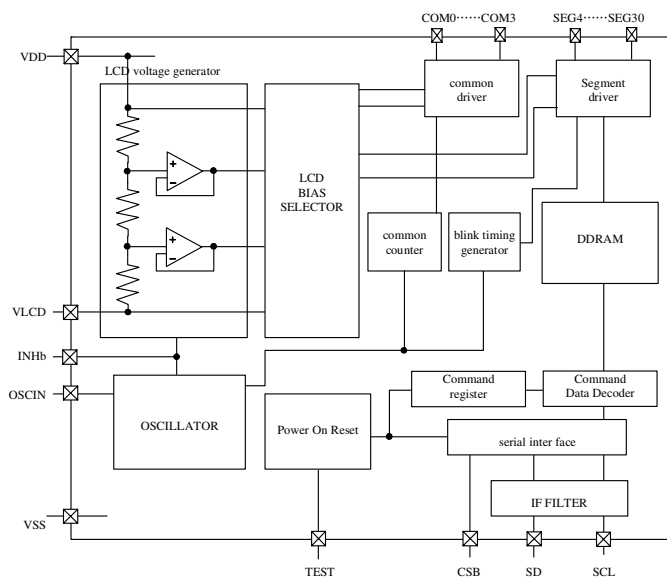 COM0······COM3
SEG4······SEG30
VDD
LCD voltage generator
common
driver
Segment
driver
LCD
BIAS
SELECTOR
common
counter
blink timing
generator
DDRAM
VLCD
INHb
OSCIN
OSCILLATOR
Power On Reset
Command
register
Command
Data Decoder
serial inter face
IF FILTER
VSS
TEST
CSB
SD
SCL